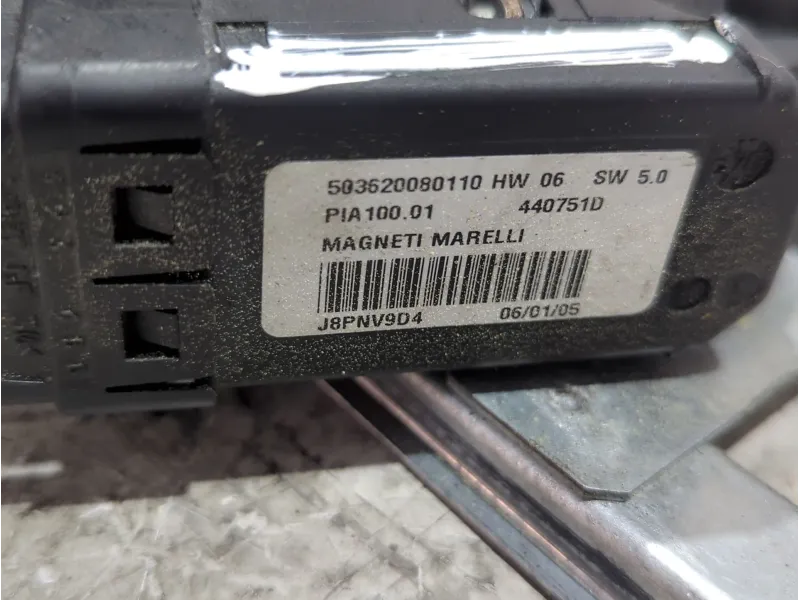 503620080110 HW 06 SW 5.0
PIA100.01 440751D
MAGNETI MARELLI
J8PNV9D4 06/01/05